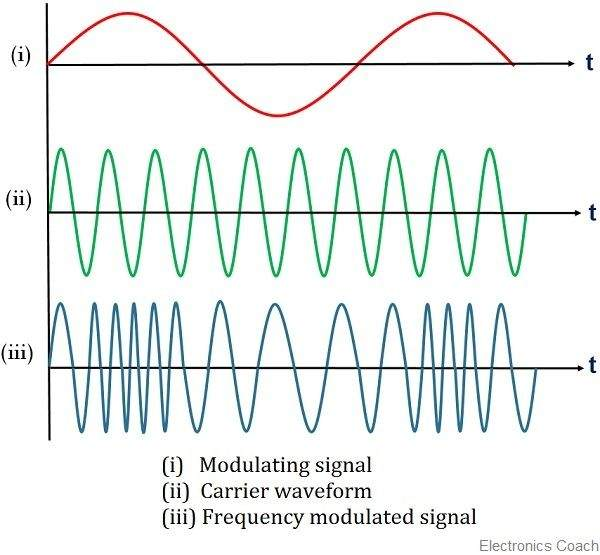 (i) t
(ii) t
(iii) t
(i) Modulating signal
(ii) Carrier waveform
(iii) Frequency modulated signal
Electronics Coach